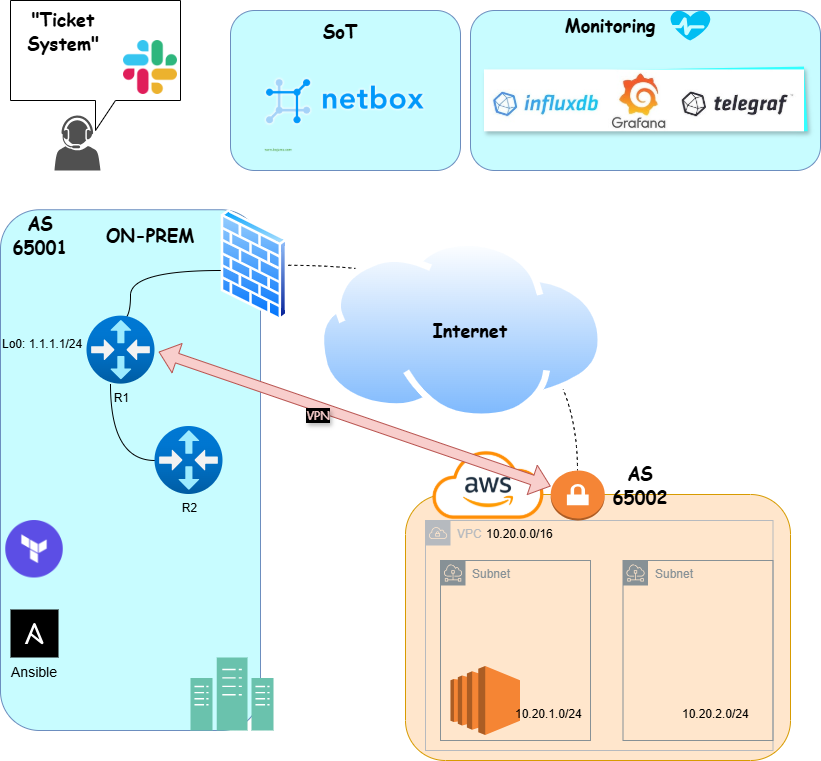 "Ticket
System"
SoT
netbox
Monitoring
influxdb
Grafana
telegraf
AS
65001
ON-PREM
Lo0: 1.1.1.1/24
R1
R2
Internet
VPN
aws
AS
65002
VPC 10.20.0.0/16
Subnet
Subnet
10.20.1.0/24
10.20.2.0/24
Ansible